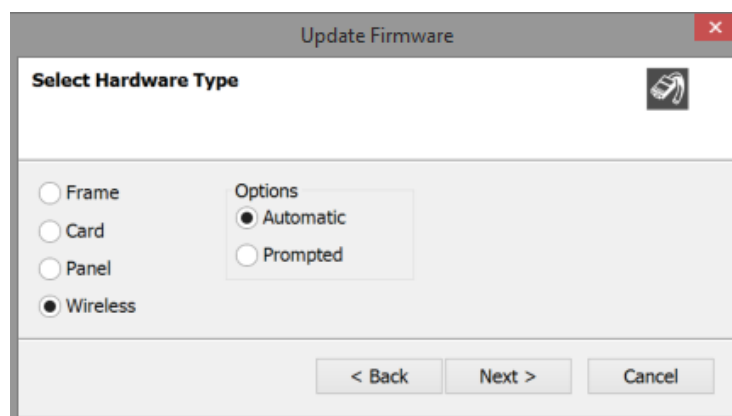 Update Firmware
Select Hardware Type
Frame
Card
Panel
Wireless
Options
Automatic
Prompted
< Back
Next >
Cancel